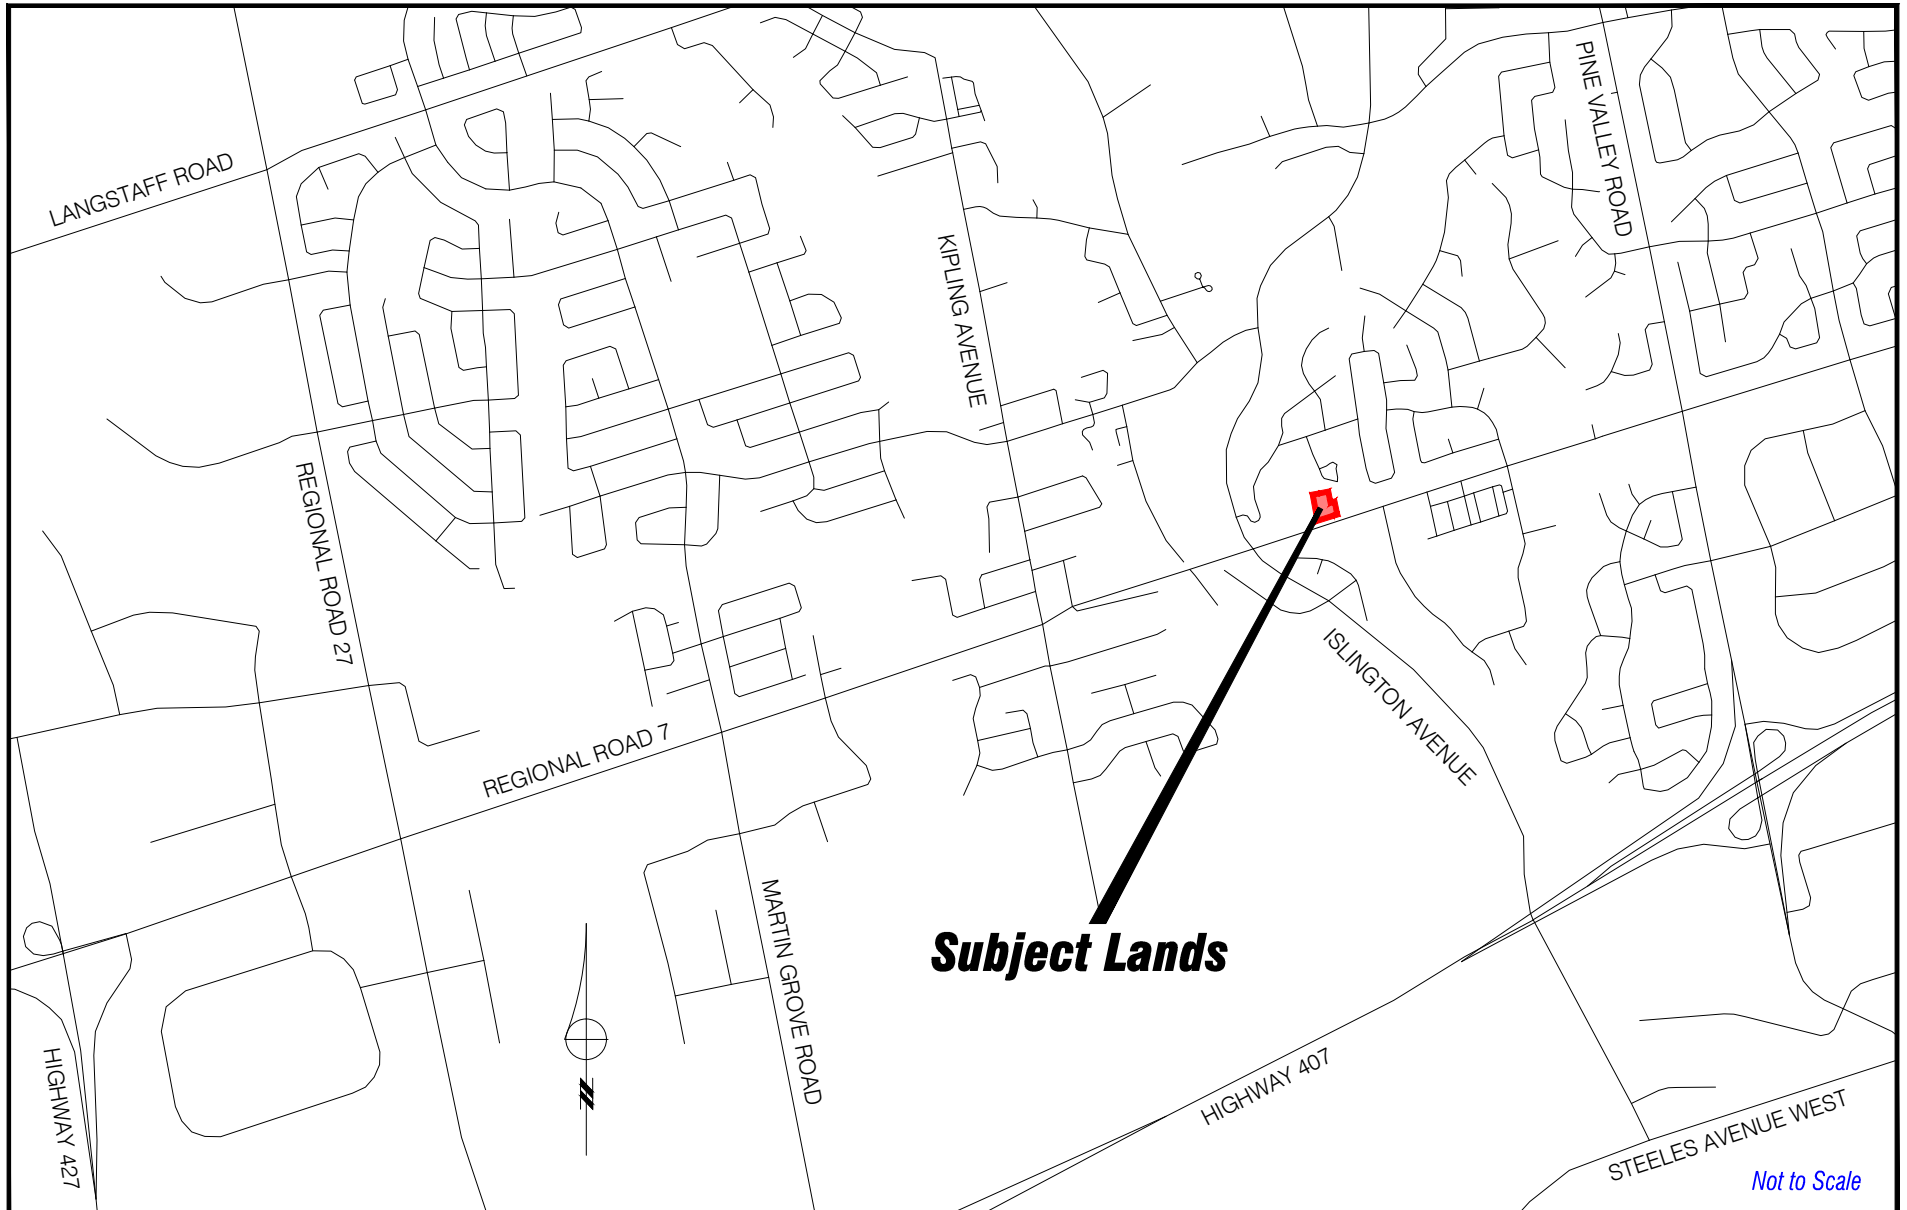 LANGSTAFF ROAD
PINE VALLEY ROAD
KIPLING AVENUE
REGIONAL ROAD 27
REGIONAL ROAD 7
ISLINGTON AVENUE
MARTIN GROVE ROAD
Subject Lands
HIGHWAY 427
HIGHWAY 407
STEELES AVENUE WEST
Not to Scale